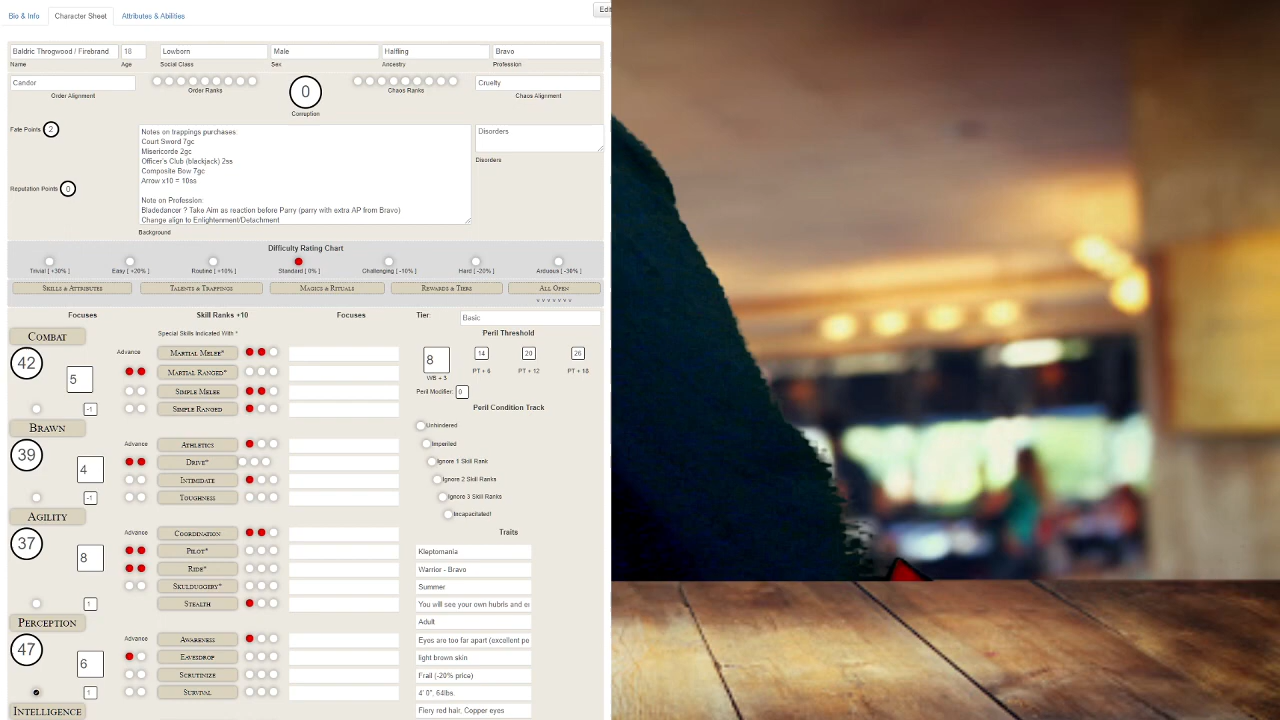 Bio & Info Character Sheet Attributes & Abilities
Baldric Throgwood / Firebrand 18 Lowborn Male Halfling Bravo
Name Age Social Class Sex Ancestry Profession
Candor Cruelty
Order Alignment Order Ranks 0 Chaos Ranks Chaos Alignment
Corruption
Fate Points 2
Reputation Points 0
Notes on trappings purchases:
Court Sword 7gc
Misericorde 2gc
Officer's Club (blackjack) 2ss
Composite Bow 7gc
Arrow x10 = 10ss
Note on Profession:
Bladedancer ? Take Aim as reaction before Parry (parry with extra AP from Bravo)
Change align to Enlightenment/Detachment
Background
Disorders
Disorders
Difficulty Rating Chart
Trivial [ +30% ] Easy [ +20% ] Routine [ +10% ] Standard [ 0% ] Challenging [ -10% ] Hard [ -20% ] Arduous [ -30% ]
Skills & Attributes Talents & Trappings Magics & Rituals Rewards & Tiers All Open
v v v v v v v
Focuses Skill Ranks +10 Focuses
Special Skills Indicated With *
Combat
42
5
-1
Advance
Martial Melee*
Martial Ranged*
Simple Melee
Simple Ranged
Brawn
39
4
-1
Advance
Athletics
Drive*
Intimidate
Toughness
Agility
37
8
1
Advance
Coordination
Pilot*
Ride*
Skulduggery*
Stealth
Perception
47
6
1
Advance
Awareness
Eavesdrop
Scrutinize
Survival
Intelligence
Tier: Basic
Peril Threshold
8 14 20 26
WB + 3 PT + 6 PT + 12 PT + 18
Peril Modifier: 0
Peril Condition Track
Unhindered
Imperiled
Ignore 1 Skill Rank
Ignore 2 Skill Ranks
Ignore 3 Skill Ranks
Incapacitated!
Traits
Kleptomania
Warrior - Bravo
Summer
You will see your own hubris and
Adult
Eyes are too far apart (excellent
light brown skin
Frail (-20% price)
4' 0", 64lbs.
Fiery red hair, Copper eyes